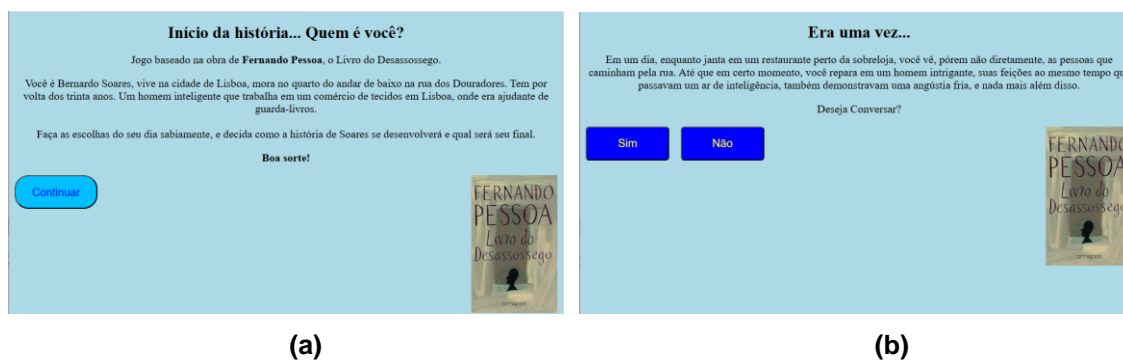 Início da história... Quem é você?
Jogo baseado na obra de Fernando Pessoa, o Livro do Desassossego.
Você é Bernardo Soares, vive na cidade de Lisboa, mora no quarto do andar de baixo na rua dos Douradores. Tem por
volta dos trinta anos. Um homem inteligente que trabalha em um comércio de tecidos em Lisboa, onde era ajudante de
guarda-livros.
Faça as escolhas do seu dia sabiamente, e decida como a história de Soares se desenvolverá e qual será seu final.
Boa sorte!
Continuar
FERNANDO
PESSOA
Livro do
Desassossego
(a)
Era uma vez...
Em um dia, enquanto janta em um restaurante perto da sobreloja, você vê, pórem não diretamente, as pessoas que
caminham pela rua. Até que em certo momento, você repara em um homem intrigante, suas feições ao mesmo tempo qu
passavam um ar de inteligência, também demonstravam uma angústia fria, e nada mais além disso.
Deseja Conversar?
Sim
Não
FERNANDO
PESSOA
Livro do
Desassossego
(b)